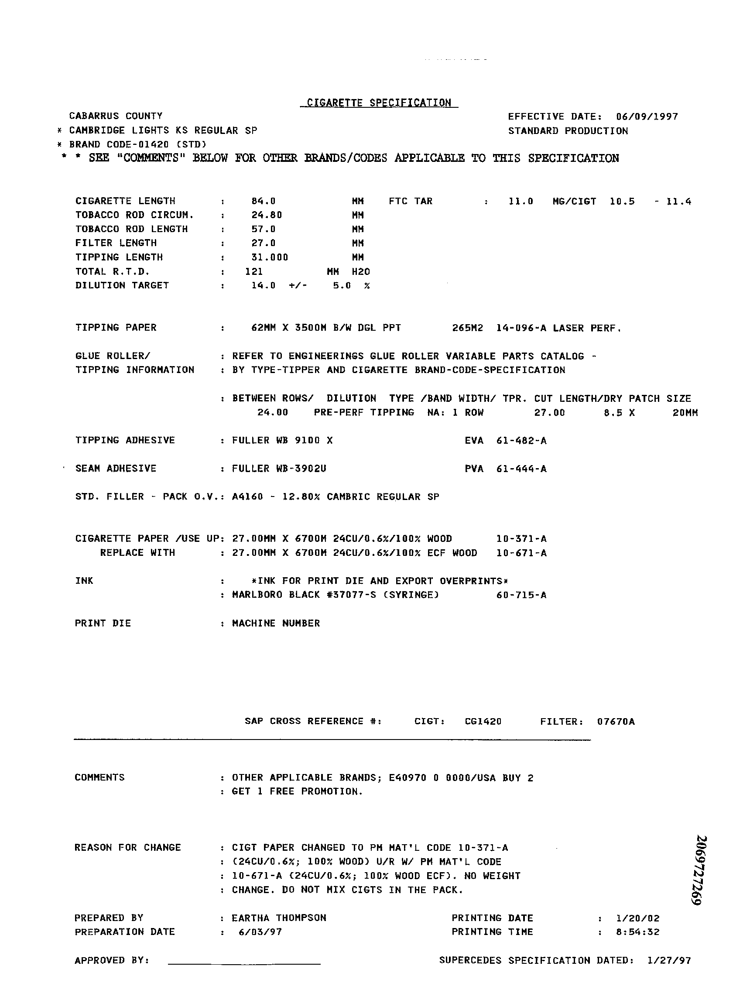 CIGARETTE SPECIFICATION
CABARRUS COUNTY EFFECTIVE DATE: 06/09/1997
* CAMBRIDGE LIGHTS KS REGULAR SP STANDARD PRODUCTION
* BRAND CODE-01420 (STD)
* * SEE "COMMENTS" BELOW FOR OTHER BRANDS/CODES APPLICABLE TO THIS SPECIFICATION
CIGARETTE LENGTH : 84.0 MM FTC TAR : 11.0 MG/CIGT 10.5 - 11.4
TOBACCO ROD CIRCUM. : 24.80 MM
TOBACCO ROD LENGTH : 57.0 MM
FILTER LENGTH : 27.0 MM
TIPPING LENGTH : 31.000 MM
TOTAL R.T.D. : 121 MM H2O
DILUTION TARGET : 14.0 +/- 5.0 %
TIPPING PAPER : 62MM X 3500M B/W DGL PPT 265M2 14-096-A LASER PERF.
GLUE ROLLER/ : REFER TO ENGINEERINGS GLUE ROLLER VARIABLE PARTS CATALOG -
TIPPING INFORMATION : BY TYPE-TIPPER AND CIGARETTE BRAND-CODE-SPECIFICATION
: BETWEEN ROWS/ DILUTION TYPE /BAND WIDTH/ TPR. CUT LENGTH/DRY PATCH SIZE
24.00 PRE-PERF TIPPING NA: 1 ROW 27.00 8.5 X 20MM
TIPPING ADHESIVE : FULLER WB 9100 X EVA 61-482-A
SEAM ADHESIVE : FULLER WB-3902U PVA 61-444-A
STD. FILLER - PACK O.V.: A4160 - 12.80% CAMBRIC REGULAR SP
CIGARETTE PAPER /USE UP: 27.00MM X 6700M 24CU/0.6%/100% WOOD 10-371-A
REPLACE WITH : 27.00MM X 6700M 24CU/0.6%/100% ECF WOOD 10-671-A
INK : *INK FOR PRINT DIE AND EXPORT OVERPRINTS*
: MARLBORO BLACK #37077-S (SYRINGE) 60-715-A
PRINT DIE : MACHINE NUMBER
SAP CROSS REFERENCE #: CIGT: CG1420 FILTER: 07670A
COMMENTS : OTHER APPLICABLE BRANDS; E40970 0 0000/USA BUY 2
: GET 1 FREE PROMOTION.
REASON FOR CHANGE : CIGT PAPER CHANGED TO PM MAT'L CODE 10-371-A
: (24CU/0.6%; 100% WOOD) U/R W/ PM MAT'L CODE
: 10-671-A (24CU/0.6%; 100% WOOD ECF). NO WEIGHT
: CHANGE. DO NOT MIX CIGTS IN THE PACK.
2069727269
PREPARED BY : EARTHA THOMPSON PRINTING DATE : 1/20/02
PREPARATION DATE : 6/03/97 PRINTING TIME : 8:54:32
APPROVED BY: SUPERCEDES SPECIFICATION DATED: 1/27/97